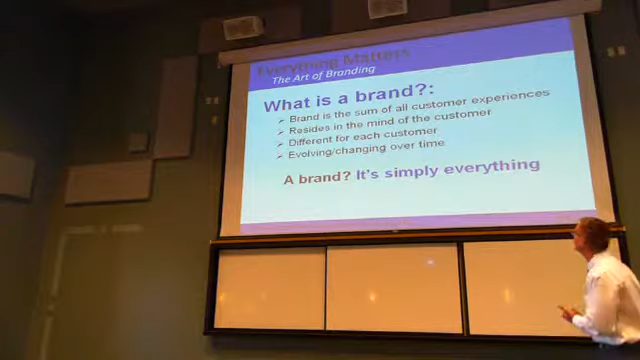 Everything Matters
The Art of Branding
What is a brand?:
Brand is the sum of all customer experiences
Resides in the mind of the customer
Different for each customer
Evolving/changing over time
A brand? It's simply everything